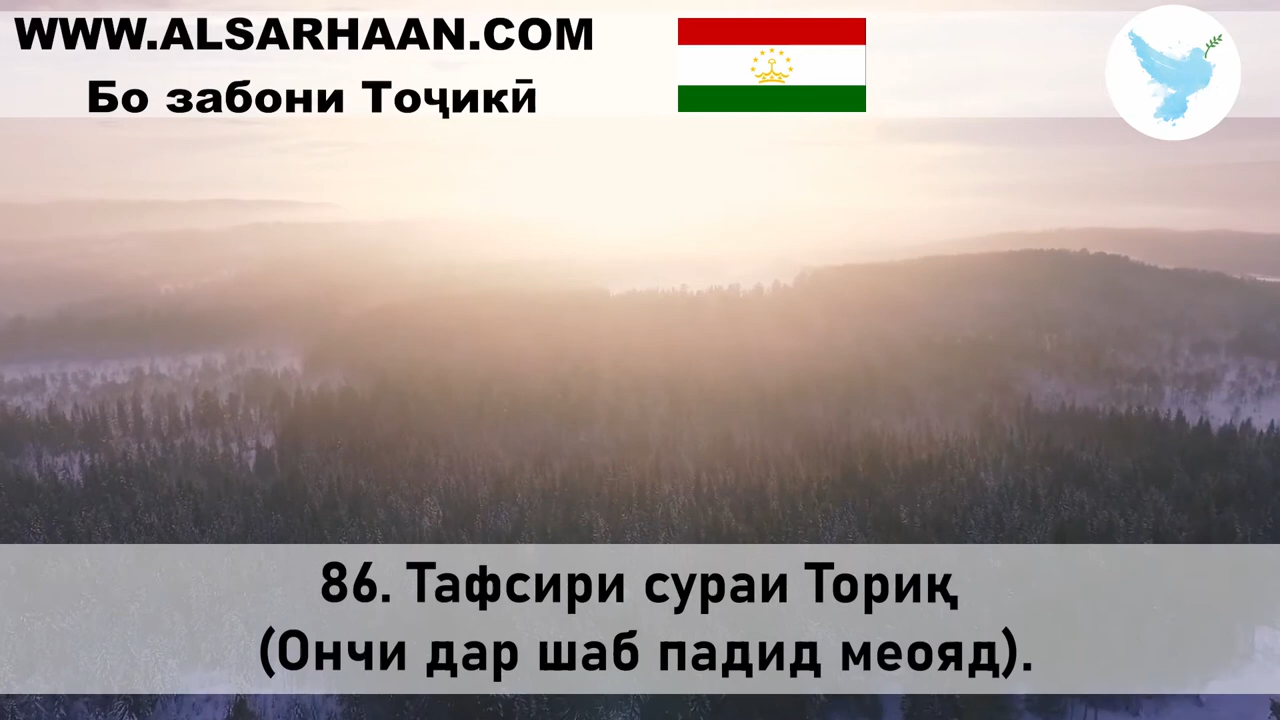 WWW.ALSARHAAN.COM
Бо забони Тоҷикӣ
86. Тафсири сураи Ториқ
(Ончи дар шаб падид меояд).